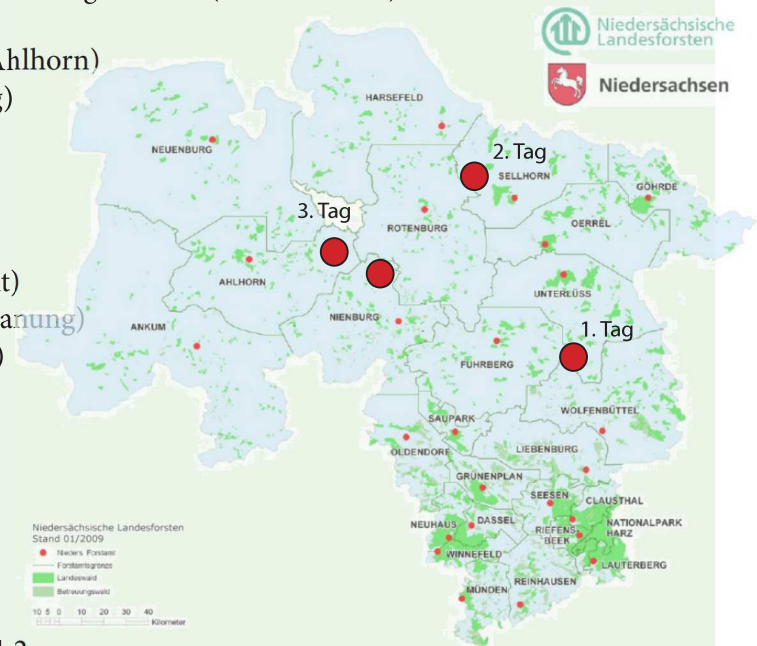 Ahlhorn)
Niedersächsische
Landesforsten
Niedersachsen
HARSEFELD
NEUENBURG
2. Tag
SELLHORN
GÖHRDE
3. Tag
ROTENBURG
OERREL
AHLHORN
UNTERLÜSS
anung)
ANKUM
NIENBURG
1. Tag
FUHRBERG
WOLFENBÜTTEL
SAUPARK
OLDENDORF
LIEBENBURG
GRÜNENPLAN
SEESEN
CLAUSTHAL
NEUHAUS
DASSEL
RIEFENS
BEEK
NATIONALPARK
HARZ
WINNEFELD
LAUTERBERG
REINHAUSEN
MÜNDEN
Niedersächsische Landesforsten
Stand 01/2009
Nieders. Forstamt
Forstamtsgrenze
Landeswald
Betreuungswald
10 5 0 10 20 30 40
Kilometer